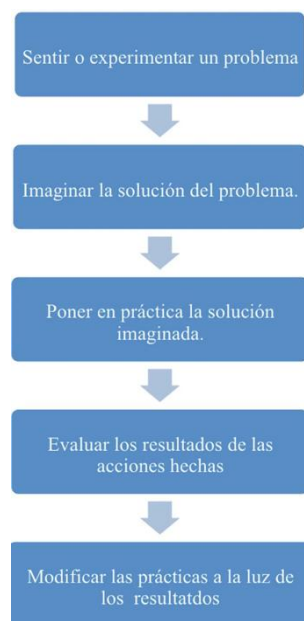 Sentir o experimentar un problema
Imaginar la solución del problema.
Poner en práctica la solución
imaginada.
Evaluar los resultados de las
acciones hechas
Modificar las prácticas a la luz de
los resultatdos